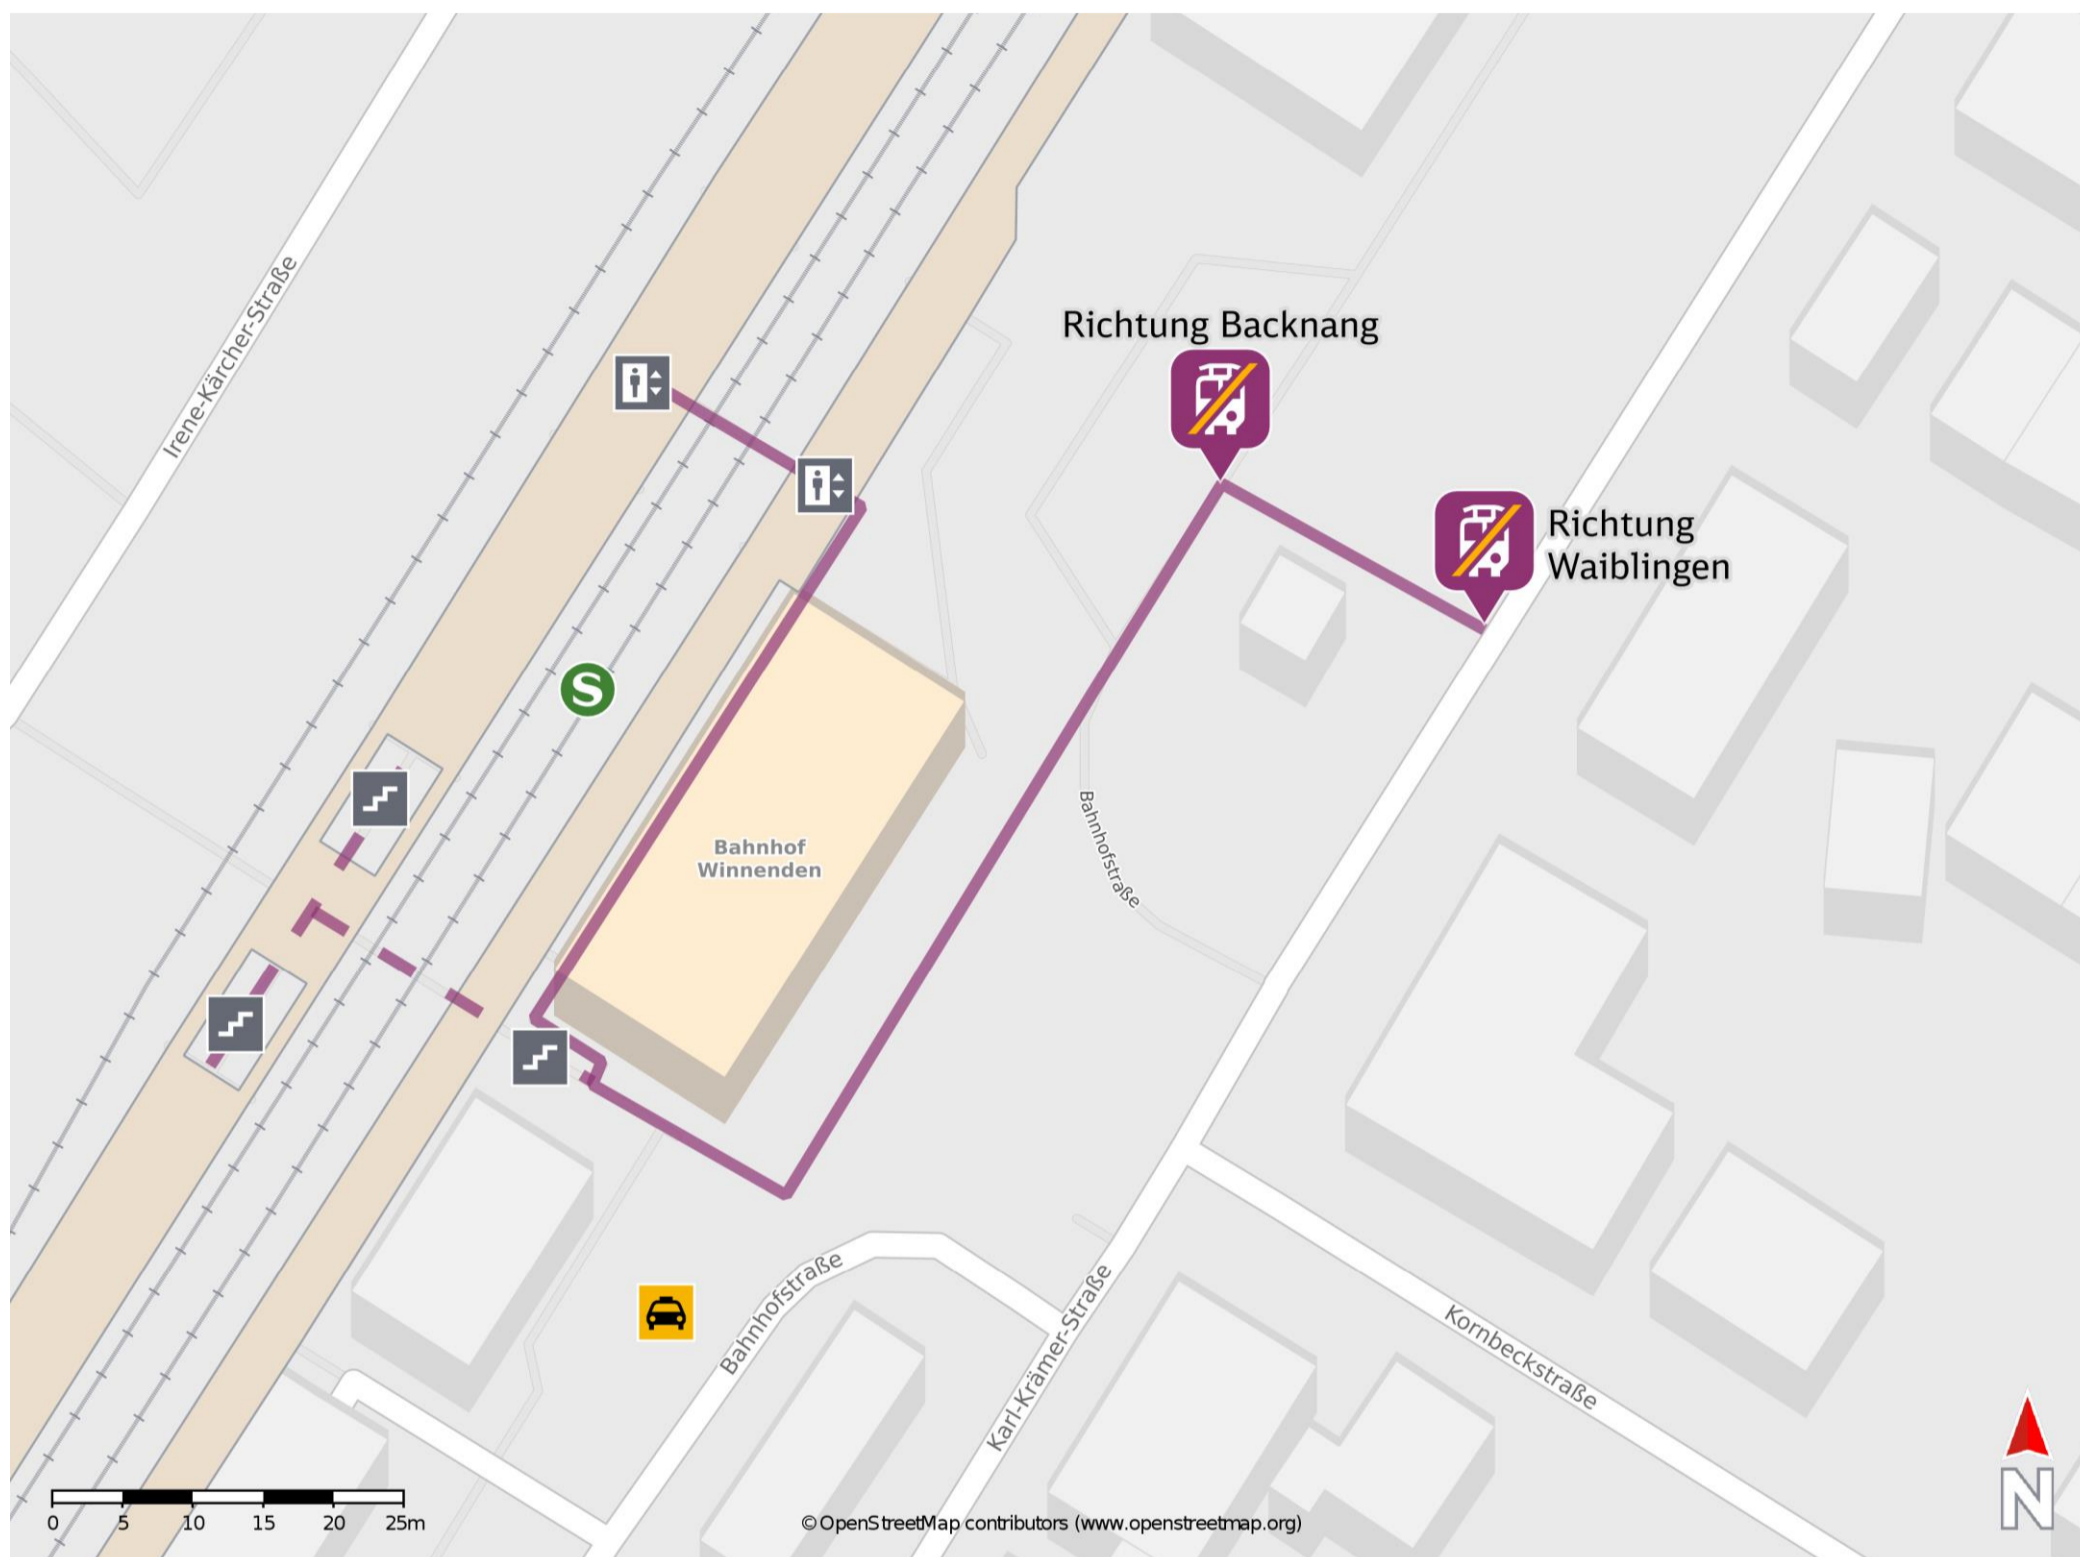 Irene-Kärcher-Straße
Richtung Backnang
Richtung
Waiblingen
S
Bahnhof
Winnenden
Bahnhofstraße
Bahnhofstraße
Karl-Krämer-Straße
Kornbeckstraße
0 5 10 15 20 25m
© OpenStreetMap contributors (www.openstreetmap.org)
N